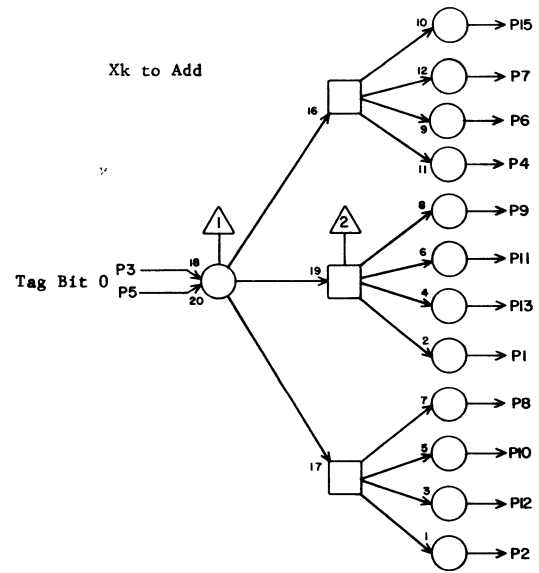 10 P15
Xk to Add
12 P7
16 9 P6
11 P4
1 2 8 P9
6 P11
P3 18 19
Tag Bit 0 4 P13
P5 20
2 P1
7 P8
5 P10
17
3 P12
1 P2